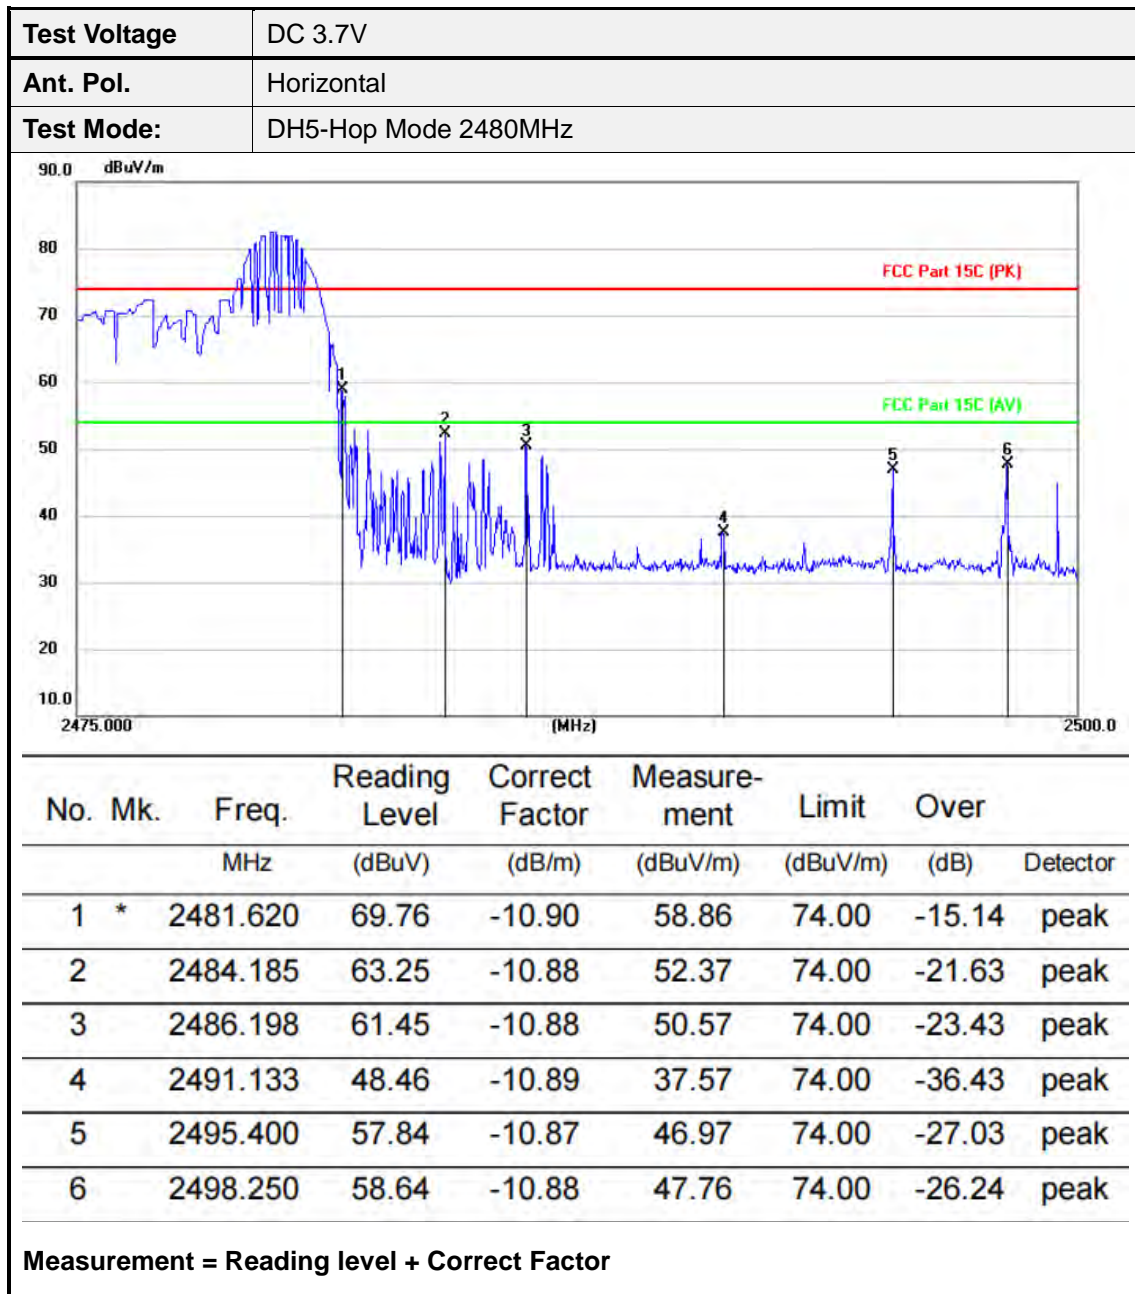 Test Voltage DC 3.7V
Ant. Pol. Horizontal
Test Mode: DH5-Hop Mode 2480MHz
90.0 dBuV/m
80
FCC Part 15C (PK)
70
60
1
FCC Part 15C (AV)
2
50
3
5
6
40
4
30
20
10.0
2475.000 (MHz) 2500.0
No. Mk. Freq. Reading Level Correct Factor Measure-ment Limit Over
MHz (dBuV) (dB/m) (dBuV/m) (dBuV/m) (dB) Detector
1 * 2481.620 69.76 -10.90 58.86 74.00 -15.14 peak
2 2484.185 63.25 -10.88 52.37 74.00 -21.63 peak
3 2486.198 61.45 -10.88 50.57 74.00 -23.43 peak
4 2491.133 48.46 -10.89 37.57 74.00 -36.43 peak
5 2495.400 57.84 -10.87 46.97 74.00 -27.03 peak
6 2498.250 58.64 -10.88 47.76 74.00 -26.24 peak
Measurement = Reading level + Correct Factor